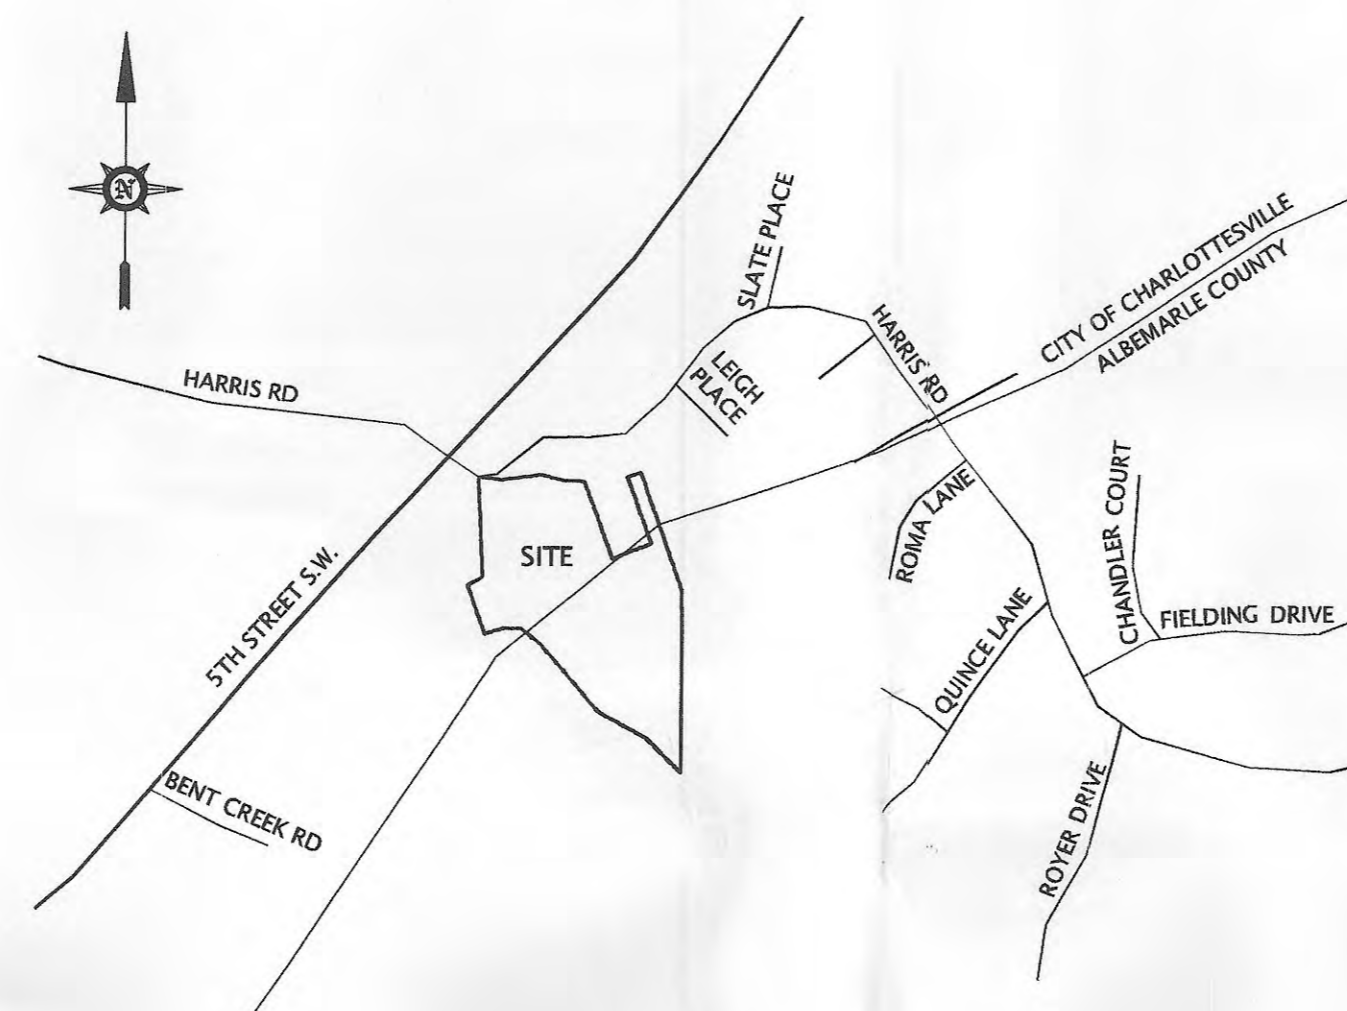 N
SLATE PLACE
CITY OF CHARLOTTESVILLE
ALBEMARLE COUNTY
HARRIS RD
LEIGH
PLACE
HARRIS RD
ROMA LANE
CHANDLER COURT
SITE
5TH STREET S.W.
QUINCE LANE
FIELDING DRIVE
BENT CREEK RD
ROYER DRIVE